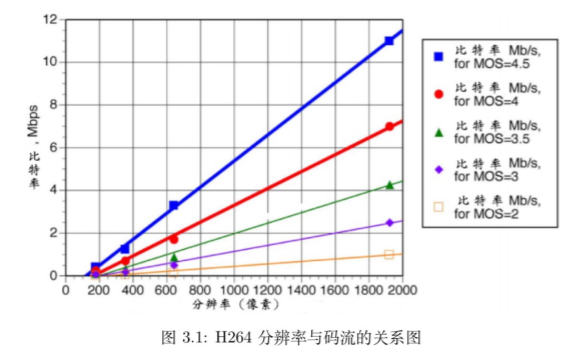 12
10
8
6
4
2
0
比特率, Mbps
0 200 400 600 800 1000 1200 1400 1600 1800 2000
分辨率（像素）
比特率 Mb/s,
for MOS=4.5
比特率 Mb/s,
for MOS=4
比特率 Mb/s,
for MOS=3.5
比特率 Mb/s,
for MOS=3
比特率 Mb/s,
for MOS=2
图 3.1: H264 分辨率与码流的关系图